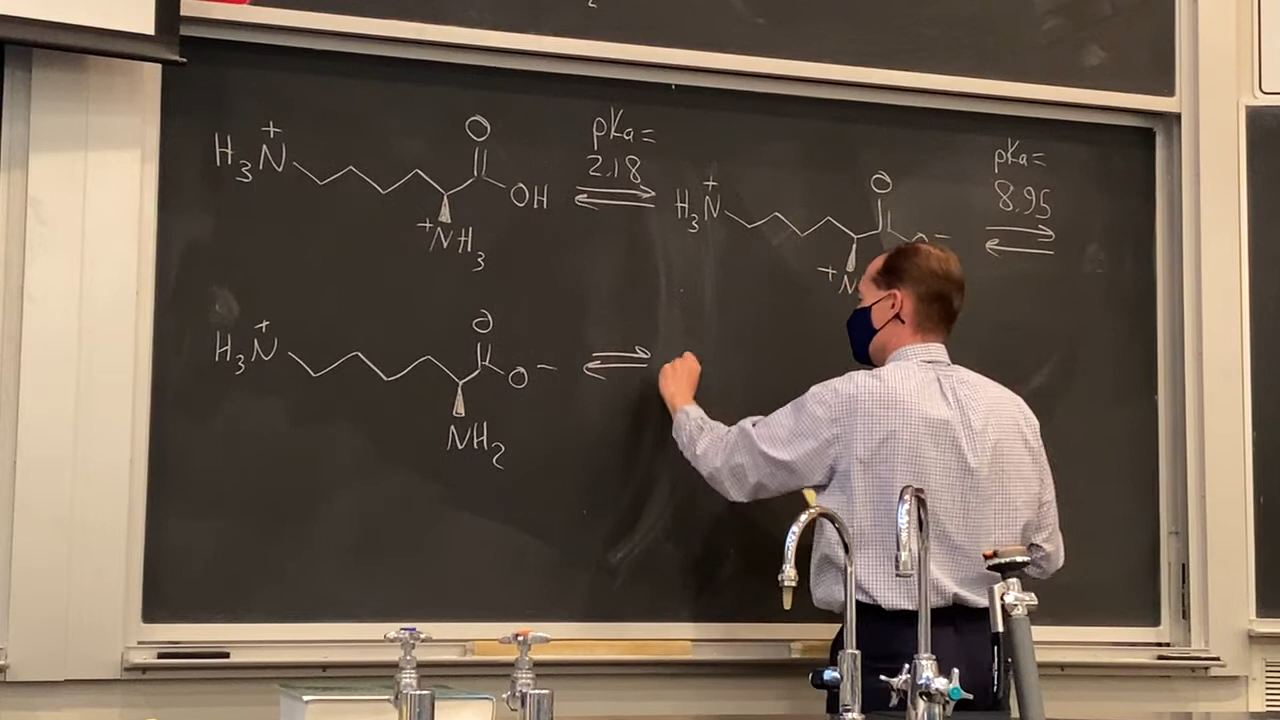 H₃N⁺ O OH ⁺NH₃
pKa = 2.18
H₃N⁺ O ⁻ ⁺N
pKa = 8.95
H₃N⁺ O O⁻ NH₂